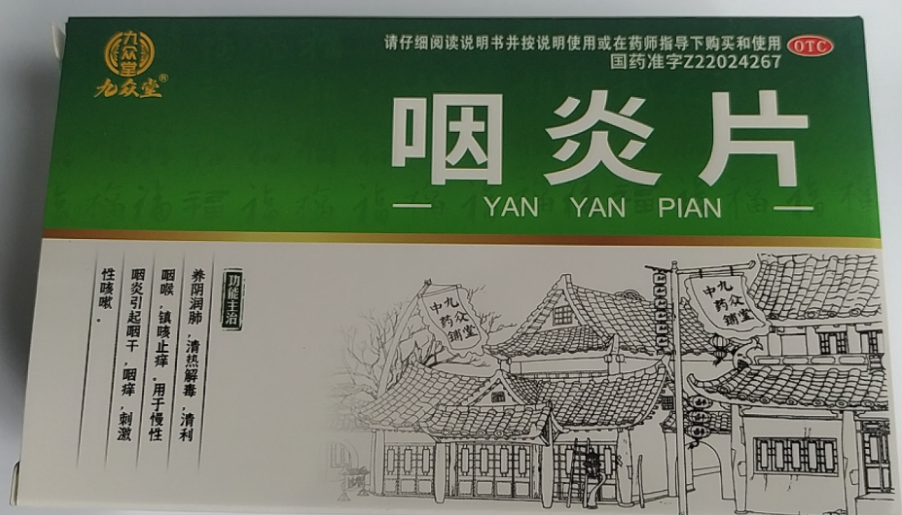 九众堂
九众堂®
请仔细阅读说明书并按说明使用或在药师指导下购买和使用
OTC
国药准字Z22024267
咽炎片
YAN YAN PIAN
功能主治
养阴润肺，清热解毒，清利
咽喉，镇咳止痒。用于慢性
咽炎引起咽干，咽痒，刺激
性咳嗽。
九众堂
中药铺
九众堂
中药铺